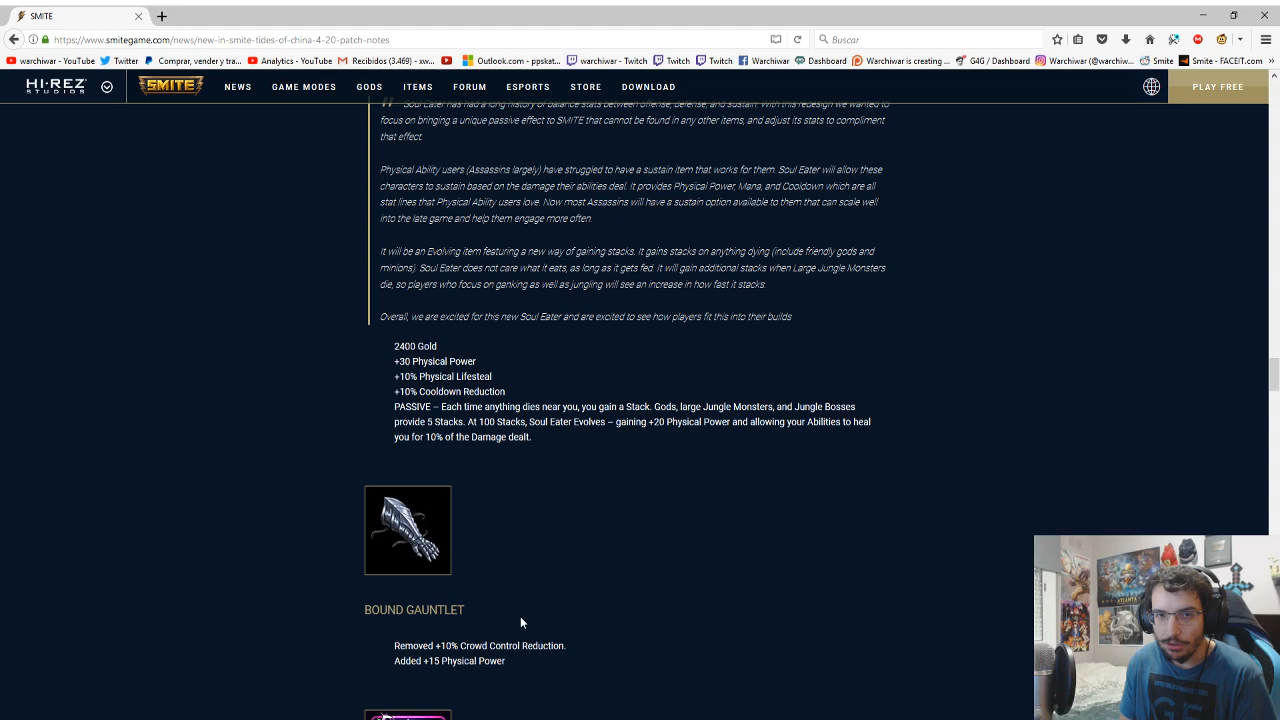 SMITE
https://www.smitegame.com/news/new-in-smite-tides-of-china-4-20-patch-notes
Buscar
warchiwar - YouTube
Twitter
Comprar, vender y tra...
Analytics - YouTube
Recibidos (3.469) - xw...
Outlook.com - ppskat...
warchiwar - Twitch
Twitch
Twitch
Warchiwar
Dashboard
Warchiwar is creating ...
G4G / Dashboard
Warchiwar (@warchiw...
Smite
Smite - FACEIT.com
HI-REZ
STUDIOS
SMITE
NEWS
GAME MODES
GODS
ITEMS
FORUM
ESPORTS
STORE
DOWNLOAD
PLAY FREE
Soul Eater has had a long history of balance stats between offense, defense, and sustain. With this redesign we wanted to
focus on bringing a unique passive effect to SMITE that cannot be found in any other items, and adjust its stats to compliment
that effect.
Physical Ability users (Assassins largely) have struggled to have a sustain item that works for them. Soul Eater will allow these
characters to sustain based on the damage their abilities deal. It provides Physical Power, Mana, and Cooldown which are all
stat lines that Physical Ability users love. Now most Assassins will have a sustain option available to them that can scale well
into the late game and help them engage more often.
It will be an Evolving item featuring a new way of gaining stacks. It gains stacks on anything dying (include friendly gods and
minions). Soul Eater does not care what it eats, as long as it gets fed. It will gain additional stacks when Large Jungle Monsters
die, so players who focus on ganking as well as jungling will see an increase in how fast it stacks.
Overall, we are excited for this new Soul Eater and are excited to see how players fit this into their builds
2400 Gold
+30 Physical Power
+10% Physical Lifesteal
+10% Cooldown Reduction
PASSIVE – Each time anything dies near you, you gain a Stack. Gods, large Jungle Monsters, and Jungle Bosses
provide 5 Stacks. At 100 Stacks, Soul Eater Evolves – gaining +20 Physical Power and allowing your Abilities to heal
you for 10% of the Damage dealt.
BOUND GAUNTLET
Removed +10% Crowd Control Reduction.
Added +15 Physical Power